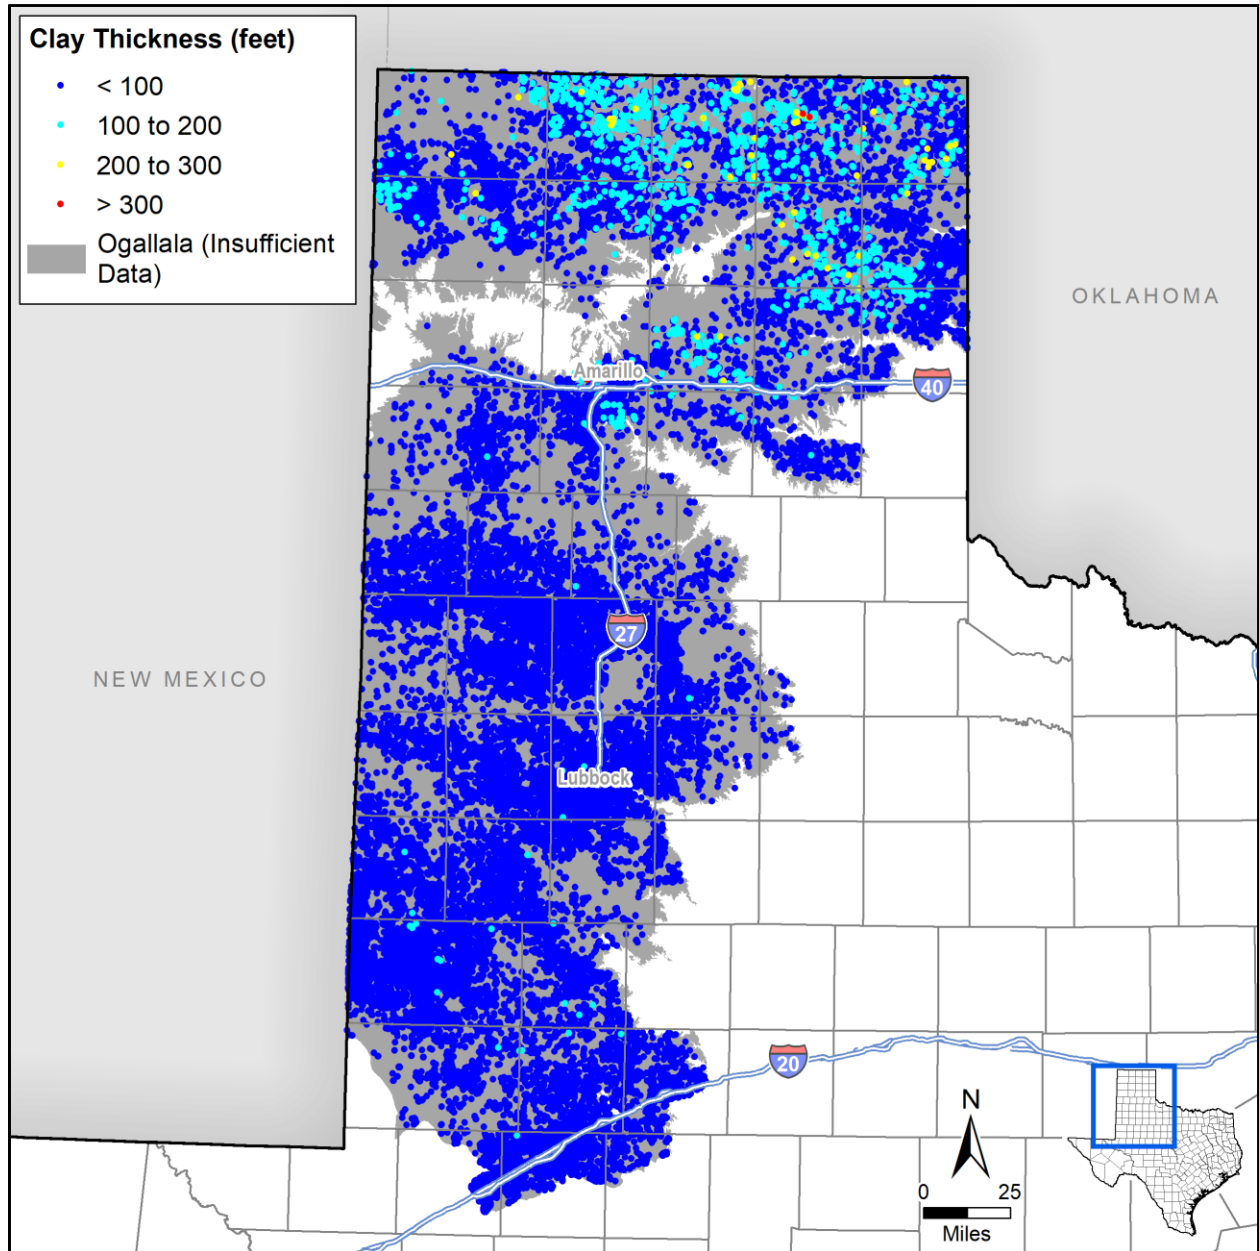 Clay Thickness (feet)
< 100
100 to 200
200 to 300
> 300
Ogallala (Insufficient
Data)
OKLAHOMA
Amarillo
40
27
NEW MEXICO
Lubbock
20
N
0 25
Miles